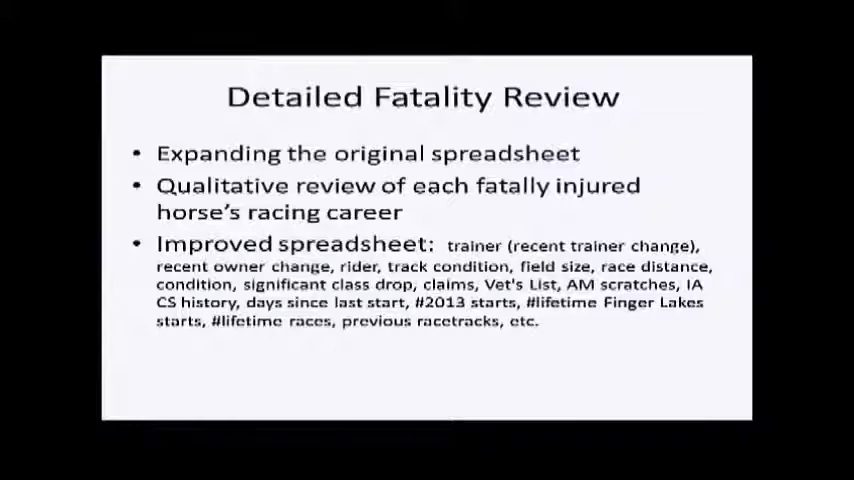 Detailed Fatality Review
• Expanding the original spreadsheet
• Qualitative review of each fatally injured
horse's racing career
• Improved spreadsheet: trainer (recent trainer change),
recent owner change, rider, track condition, field size, race distance,
condition, significant class drop, claims, Vet's List, AM scratches, IA
CS history, days since last start, #2013 starts, #lifetime Finger Lakes
starts, #lifetime races, previous racetracks, etc.